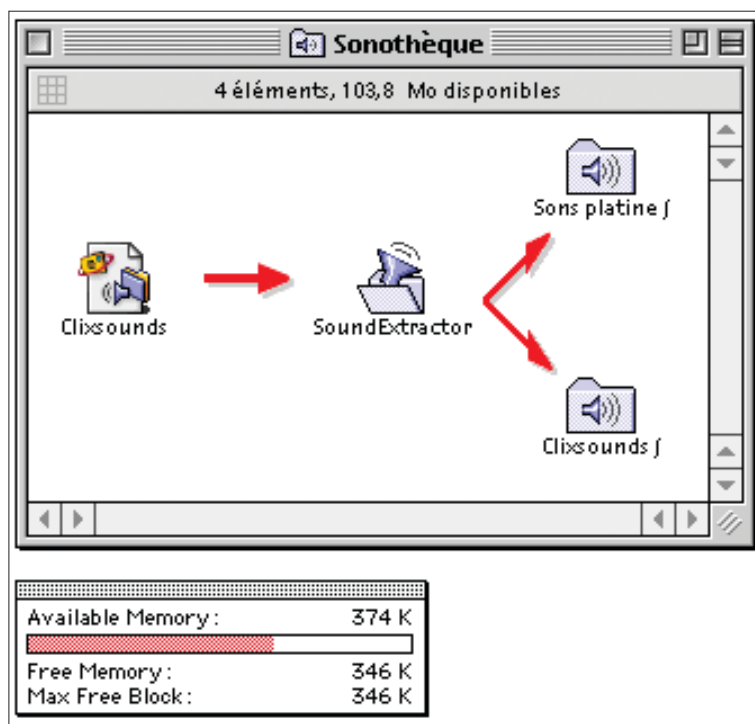 Sonothèque
4 éléments, 103,8 Mo disponibles
Sons platine ƒ
Clixsounds
SoundExtractor
Clixsounds ƒ
Available Memory : 374 K
Free Memory : 346 K
Max Free Block : 346 K